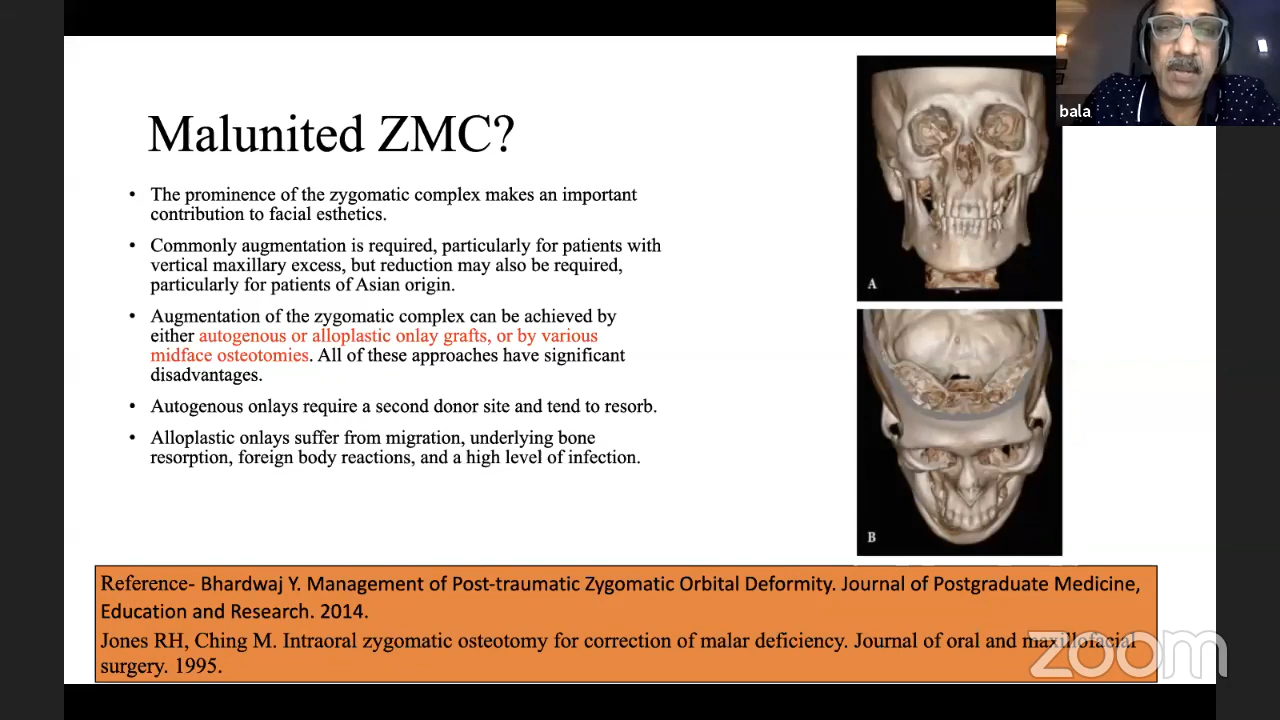 bala
Malunited ZMC?
• The prominence of the zygomatic complex makes an important
contribution to facial esthetics.
• Commonly augmentation is required, particularly for patients with
vertical maxillary excess, but reduction may also be required,
particularly for patients of Asian origin.
• Augmentation of the zygomatic complex can be achieved by
either autogenous or alloplastic onlay grafts, or by various
midface osteotomies. All of these approaches have significant
disadvantages.
• Autogenous onlays require a second donor site and tend to resorb.
• Alloplastic onlays suffer from migration, underlying bone
resorption, foreign body reactions, and a high level of infection.
A
B
Reference- Bhardwaj Y. Management of Post-traumatic Zygomatic Orbital Deformity. Journal of Postgraduate Medicine,
Education and Research. 2014.
Jones RH, Ching M. Intraoral zygomatic osteotomy for correction of malar deficiency. Journal of oral and maxillofacial
surgery. 1995.
zoom